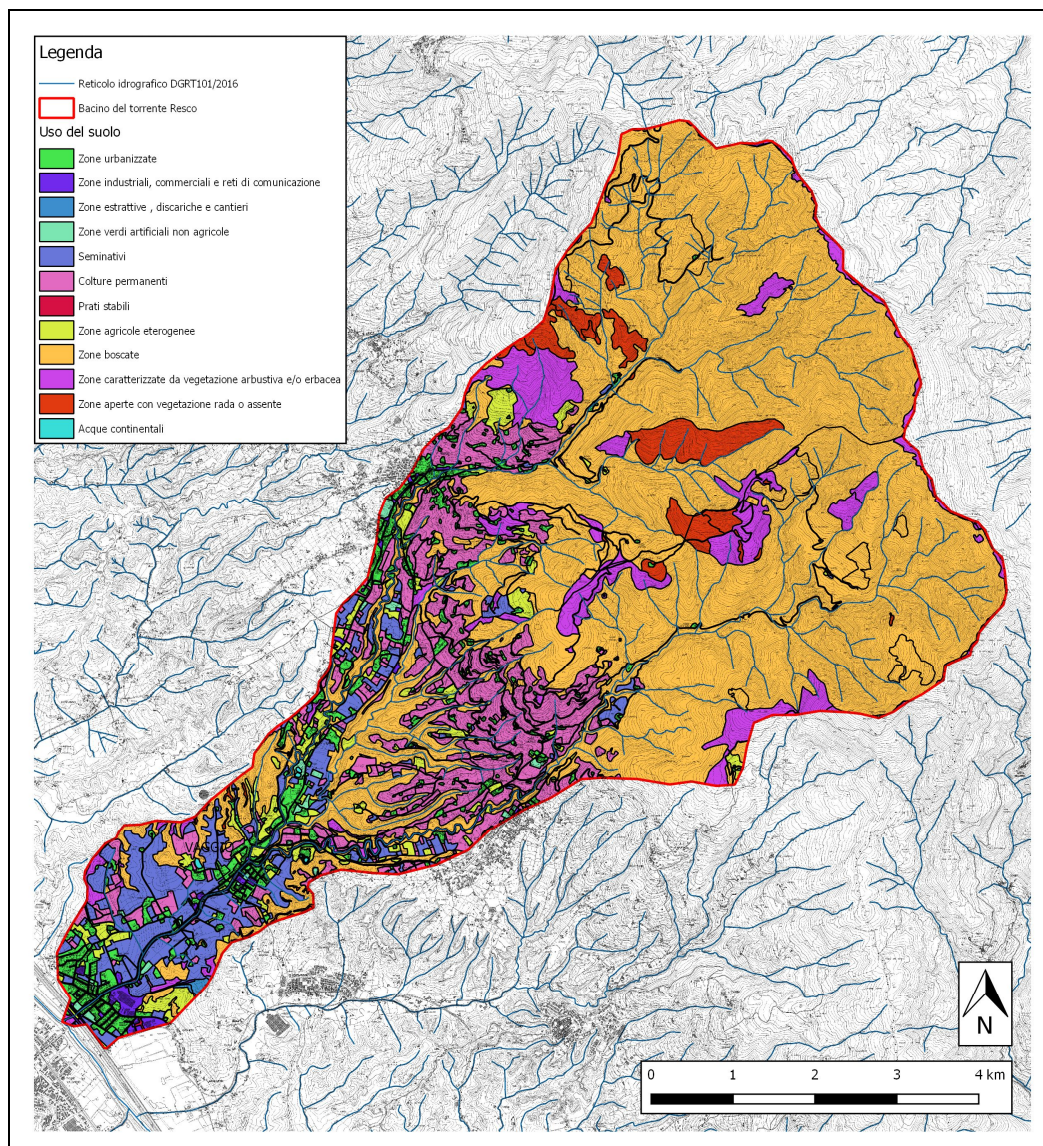 Legenda
Reticolo idrografico DGRT101/2016
Bacino del torrente Resco
Uso del suolo
Zone urbanizzate
Zone industriali, commerciali e reti di comunicazione
Zone estrattive , discariche e cantieri
Zone verdi artificiali non agricole
Seminativi
Colture permanenti
Prati stabili
Zone agricole eterogenee
Zone boscate
Zone caratterizzate da vegetazione arbustiva e/o erbacea
Zone aperte con vegetazione rada o assente
Acque continentali
VAGGIO
N
0 1 2 3 4 km